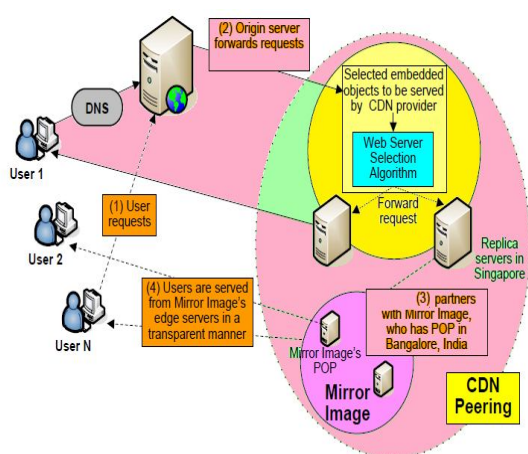 (2) Origin server
forwards requests
Selected embedded
objects to be served
by CDN provider
Web Server
Selection
Algorithm
DNS
User 1
(1) User
requests
Forward
request
User 2
Replica
servers in
Singapore
(4) Users are served
from Mirror Image's
edge servers in a
transparent manner
(3) partners
with Mirror Image,
who has POP in
Bangalore, India
User N
Mirror Image's
POP
Mirror
Image
CDN
Peering